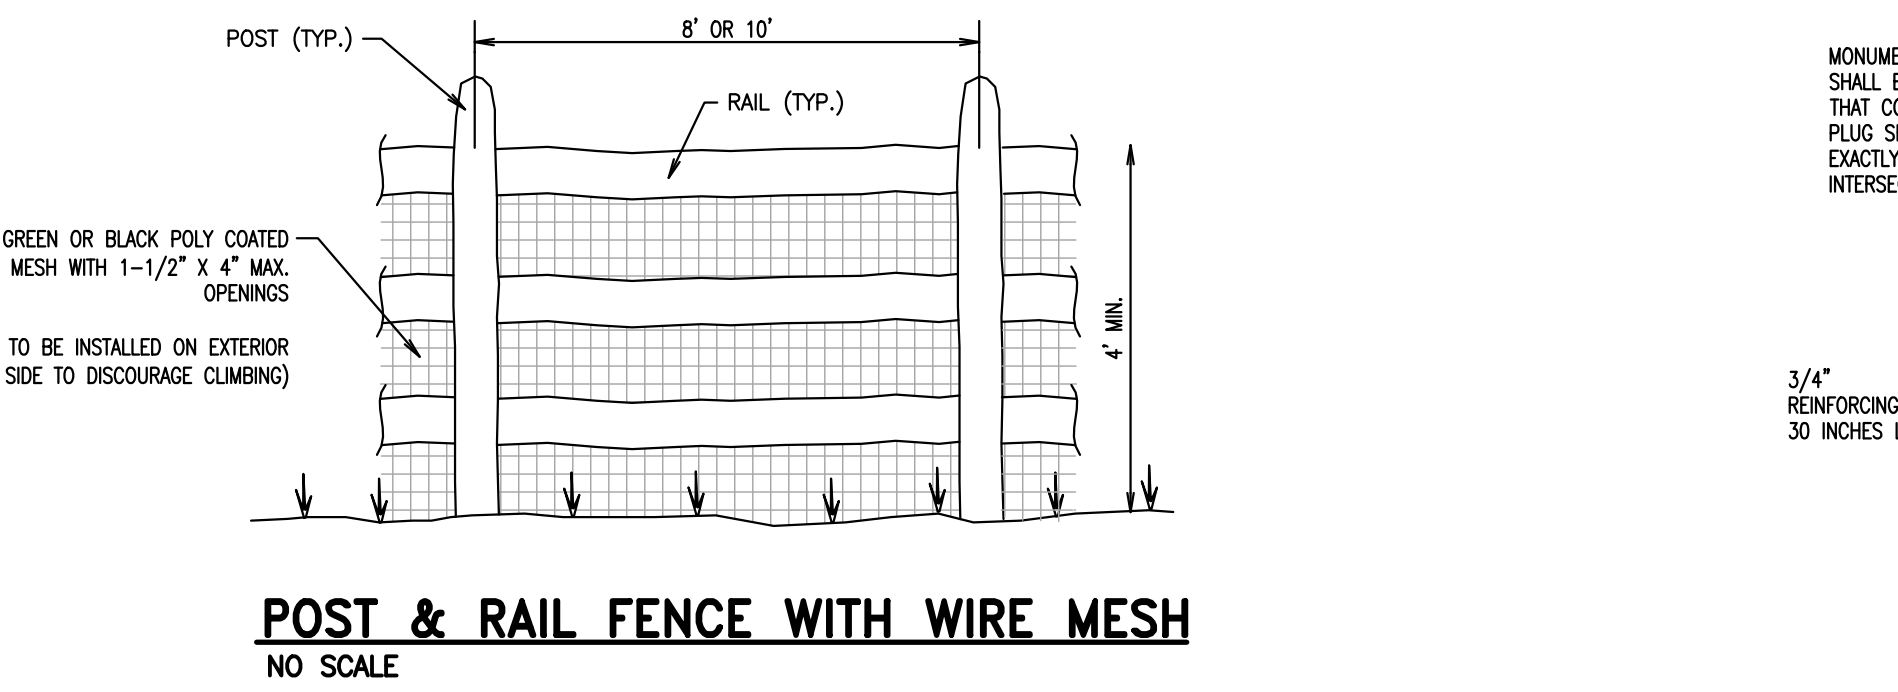 8' OR 10'
POST (TYP.)
RAIL (TYP.)
GREEN OR BLACK POLY COATED
MESH WITH 1-1/2" X 4" MAX.
OPENINGS
TO BE INSTALLED ON EXTERIOR
SIDE TO DISCOURAGE CLIMBING)
4' MIN.
POST & RAIL FENCE WITH WIRE MESH
NO SCALE
SHALL
THAT
PLUG
EXACTLY
3/4"
REINFORCING
30 INCHES